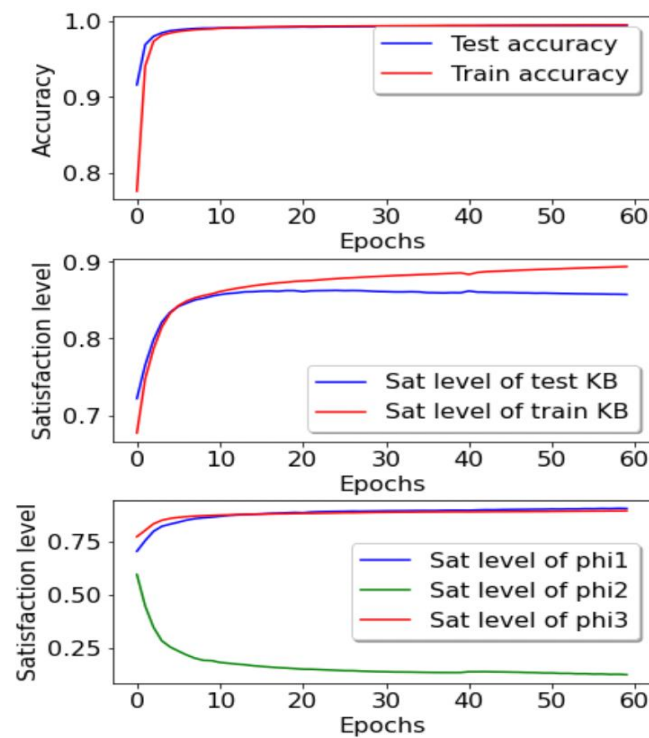 1.0
0.9
0.8
Accuracy
Test accuracy
Train accuracy
0 10 20 30 40 50 60
Epochs
0.9
0.8
0.7
Satisfaction level
Sat level of test KB
Sat level of train KB
0 10 20 30 40 50 60
Epochs
0.75
0.50
0.25
Satisfaction level
Sat level of phi1
Sat level of phi2
Sat level of phi3
0 10 20 30 40 50 60
Epochs